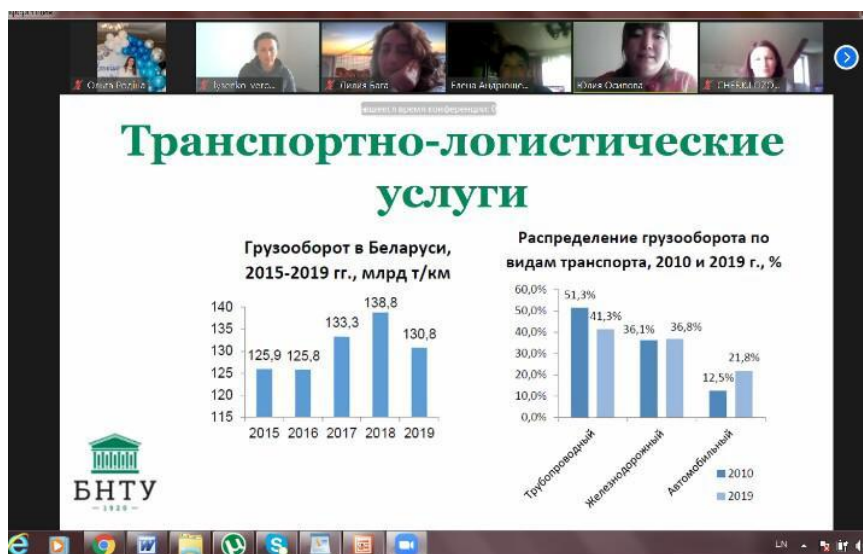 Лилия Бага
Юлия Осипова
Транспортно-логистические
услуги
Грузооборот в Беларуси,
2015-2019 гг., млрд т/км
140
135
130
125
120
115
125,9
125,8
133,3
138,8
130,8
2015 2016 2017 2018 2019
Распределение грузооборота по
видам транспорта, 2010 и 2019 г., %
60,0%
50,0%
40,0%
30,0%
20,0%
10,0%
0,0%
51,3%
41,3%
36,1%
36,8%
12,5%
21,8%
Трубопроводный
Железнодорожный
Автомобильный
2010
2019
БНТУ
1920